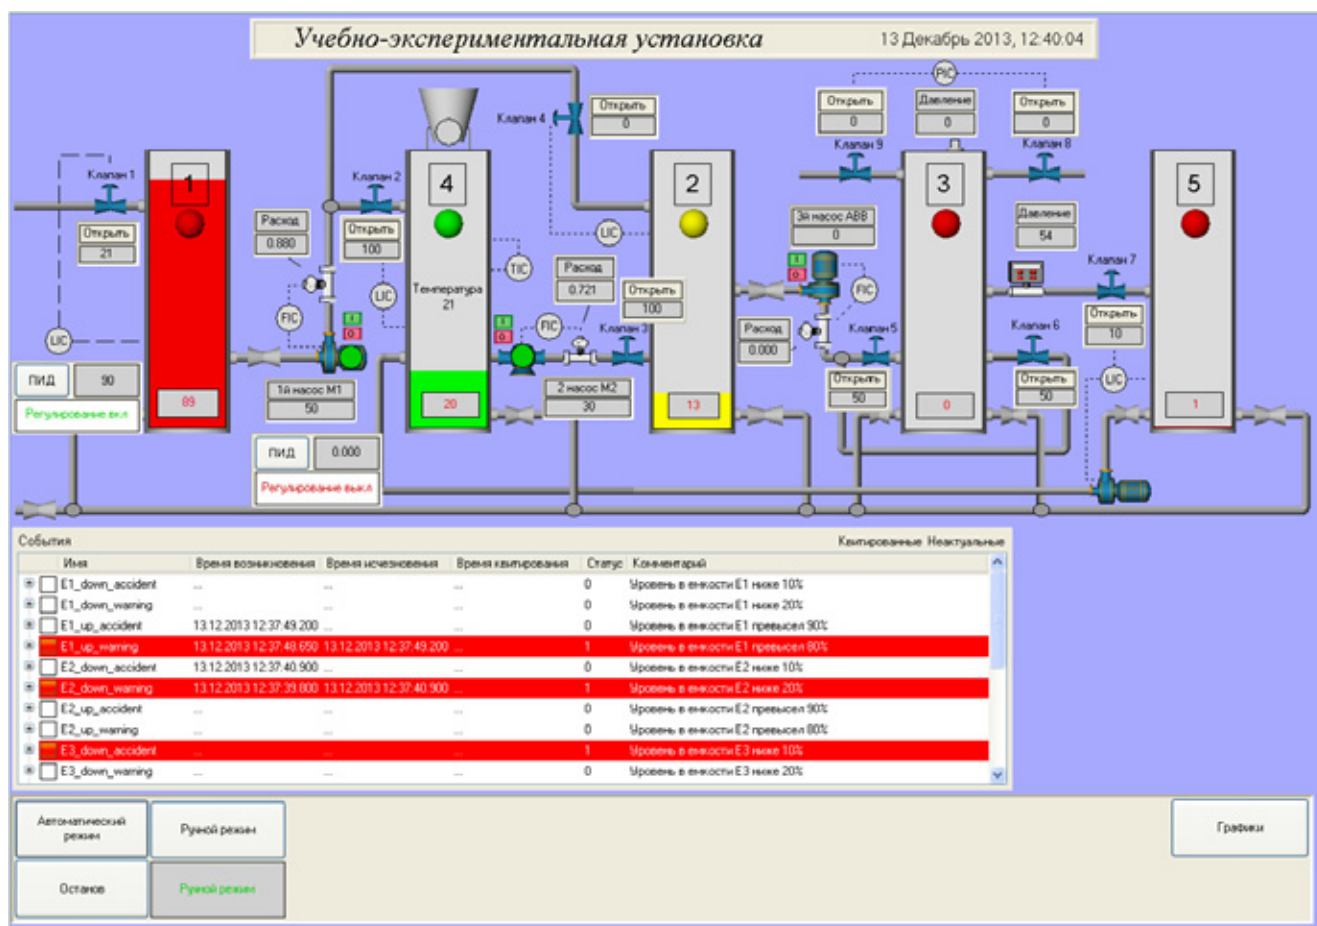 Учебно-экспериментальная установка
13 Декабрь 2013, 12:40:04
PIC
Открыть
0
Давление
0
Открыть
0
Клапан 4
Открыть
0
Клапан 9
Клапан 8
Клапан 1
1
Клапан 2
4
2
3
5
Открыть
21
Расход
0.880
Открыть
100
LIC
3й насос АВВ
0
Давление
54
TIC
Клапан 7
Температура
21
LIC
Расход
0.721
Открыть
100
I
O
FIC
Открыть
10
FIC
I
O
I
O
FIC
Клапан 3
Расход
0.000
Клапан 5
Клапан 6
LIC
ПИД
90
Регулирование вкл
89
1й насос М1
50
20
2 насос М2
30
13
Открыть
50
0
Открыть
50
LIC
1
ПИД
0.000
Регулирование выкл
События
Квитированные Неактуальные
Имя Время возникновения Время исчезновения Время квитирования Статус Комментарий
E1_down_accident ... ... ... 0 Уровень в емкости Е1 ниже 10%
E1_down_warning ... ... ... 0 Уровень в емкости Е1 ниже 20%
E1_up_accident 13.12.2013 12:37:49.200 ... ... 0 Уровень в емкости Е1 превысел 90%
E1_up_warning 13.12.2013 12:37:48.650 13.12.2013 12:37:49.200 ... 1 Уровень в емкости Е1 превысел 80%
E2_down_accident 13.12.2013 12:37:40.900 ... ... 0 Уровень в емкости Е2 ниже 10%
E2_down_warning 13.12.2013 12:37:39.800 13.12.2013 12:37:40.900 ... 1 Уровень в емкости Е2 ниже 20%
E2_up_accident ... ... ... 0 Уровень в емкости Е2 превысел 90%
E2_up_warning ... ... ... 0 Уровень в емкости Е2 превысел 80%
E3_down_accident ... ... ... 1 Уровень в емкости Е3 ниже 10%
E3_down_warning ... ... ... 0 Уровень в емкости Е3 ниже 20%
Автоматический
режим
Ручной режим
Графики
Останов
Ручной режим